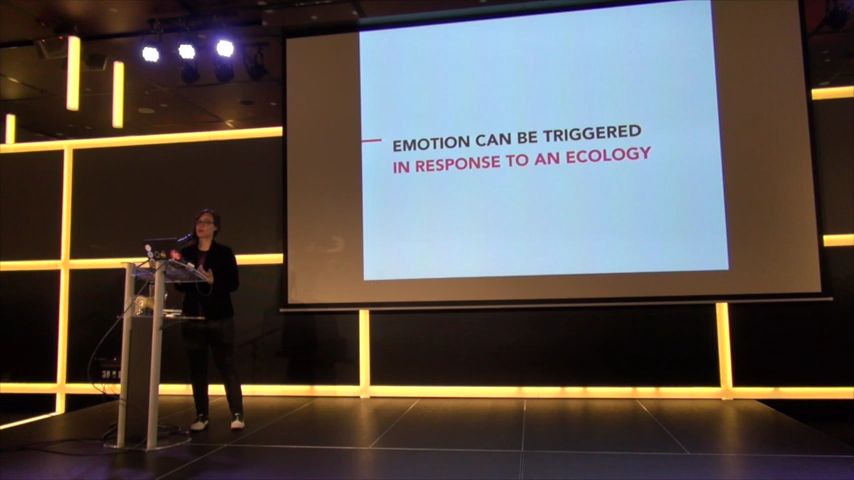 EMOTION CAN BE TRIGGERED
IN RESPONSE TO AN ECOLOGY